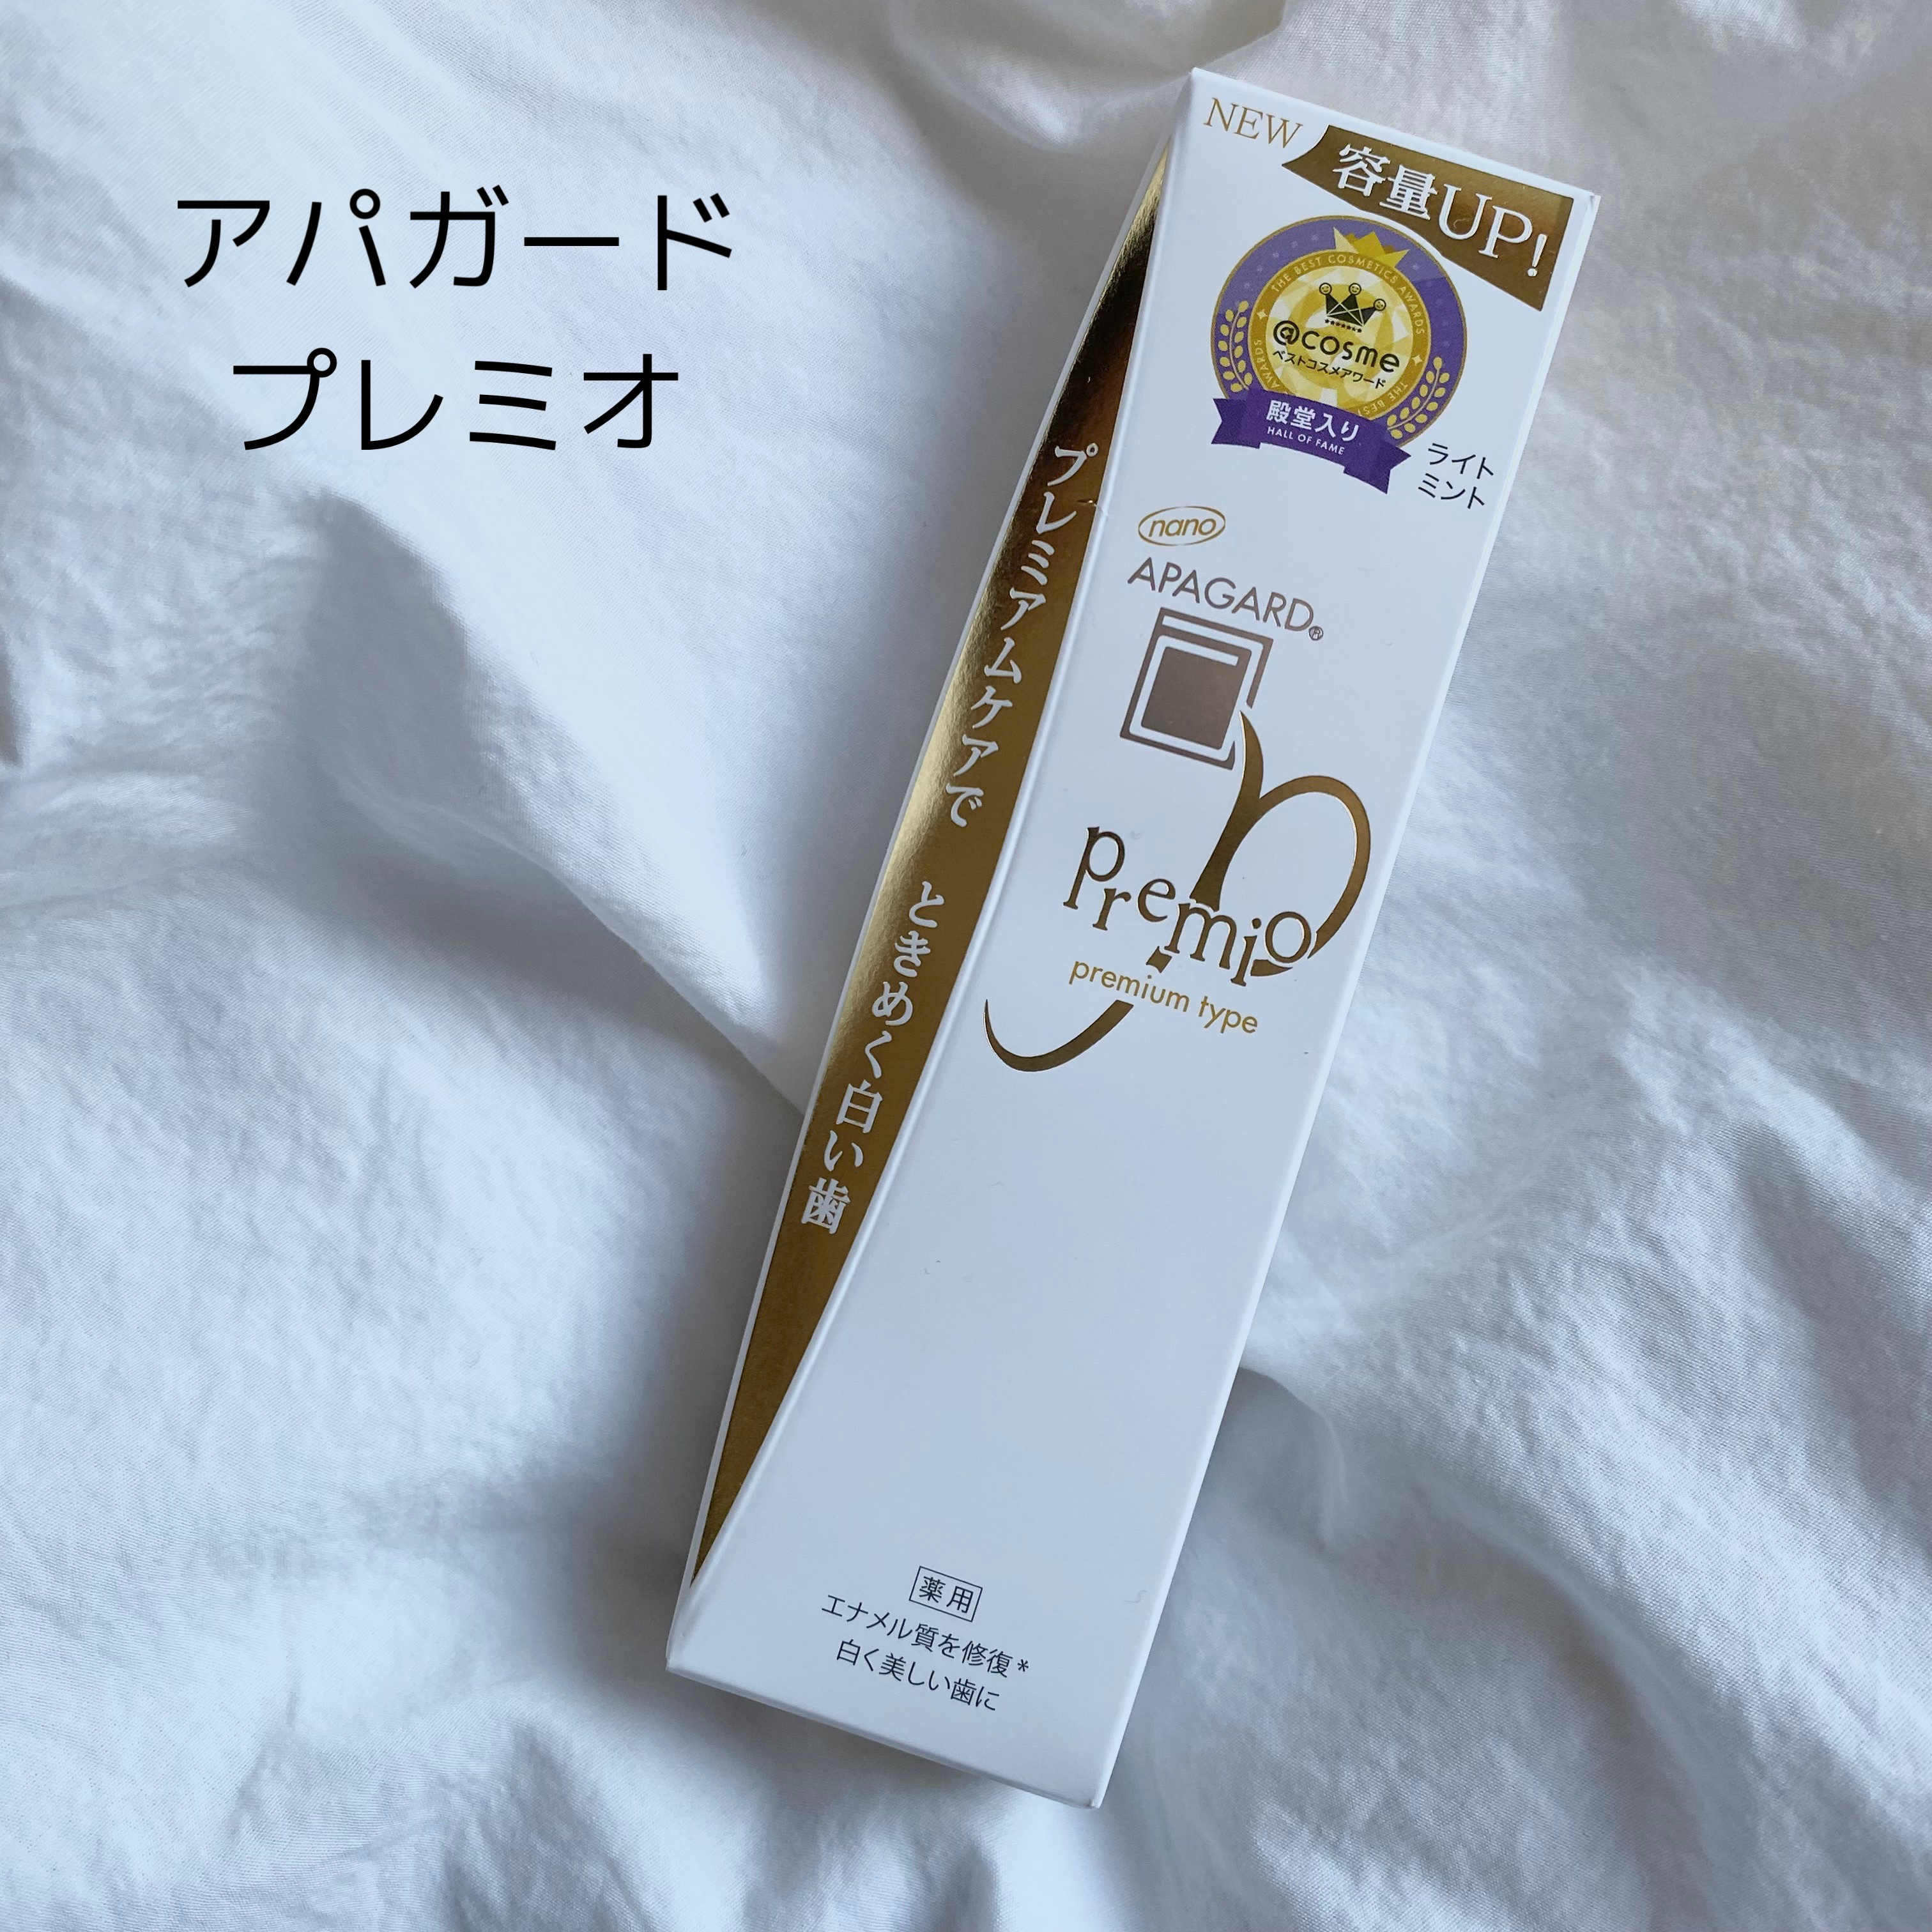 アパガード
プレミオ
NEW
容量UP!
THE BEST COSMETICS AWARDS
@cosme
ベストコスメアワード
殿堂入り
HALL OF FAME
ライト
ミント
nano
APAGARD®
premio
premium type
プレミアムケアで ときめく白い歯
薬用
エナメル質を修復*
白く美しい歯に